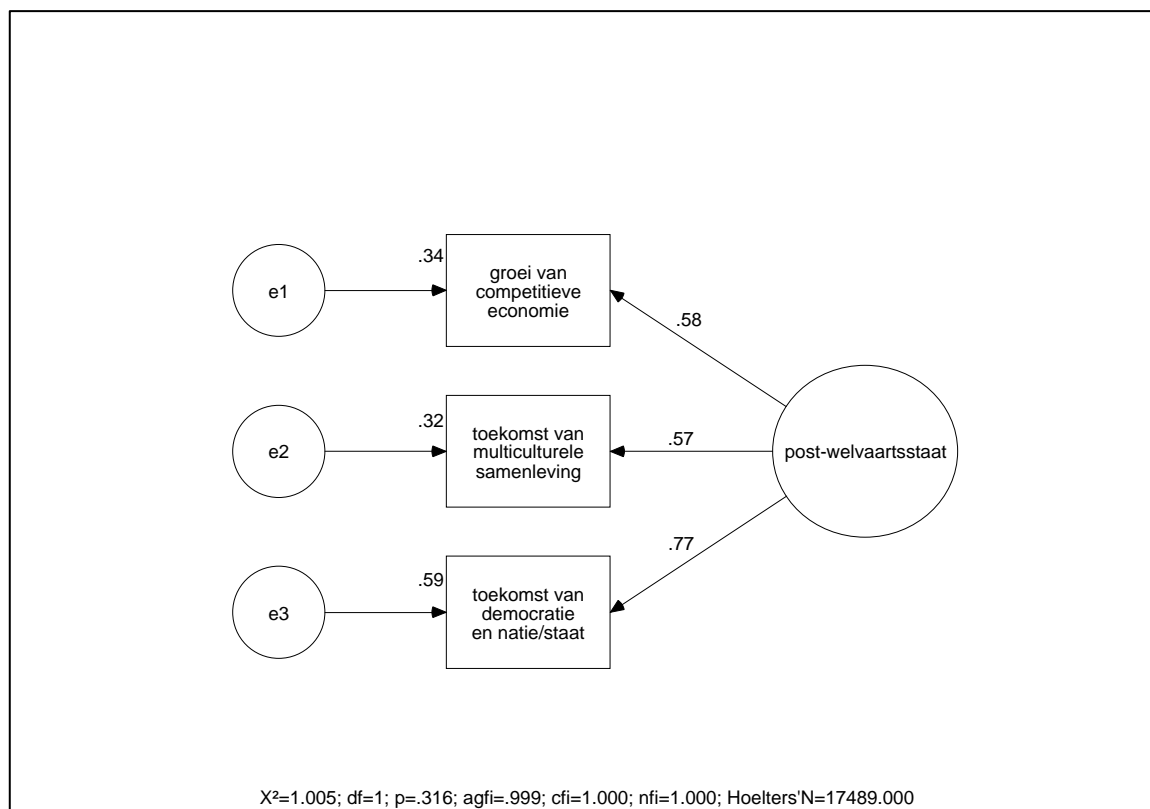 .34
groei van
competitieve
economie
e1
.58
.32
toekomst van
multiculturele
samenleving
e2
.57
post-welvaartsstaat
.77
.59
toekomst van
democratie
en natie/staat
e3
X²=1.005; df=1; p=.316; agfi=.999; cfi=1.000; nfi=1.000; Hoelters'N=17489.000